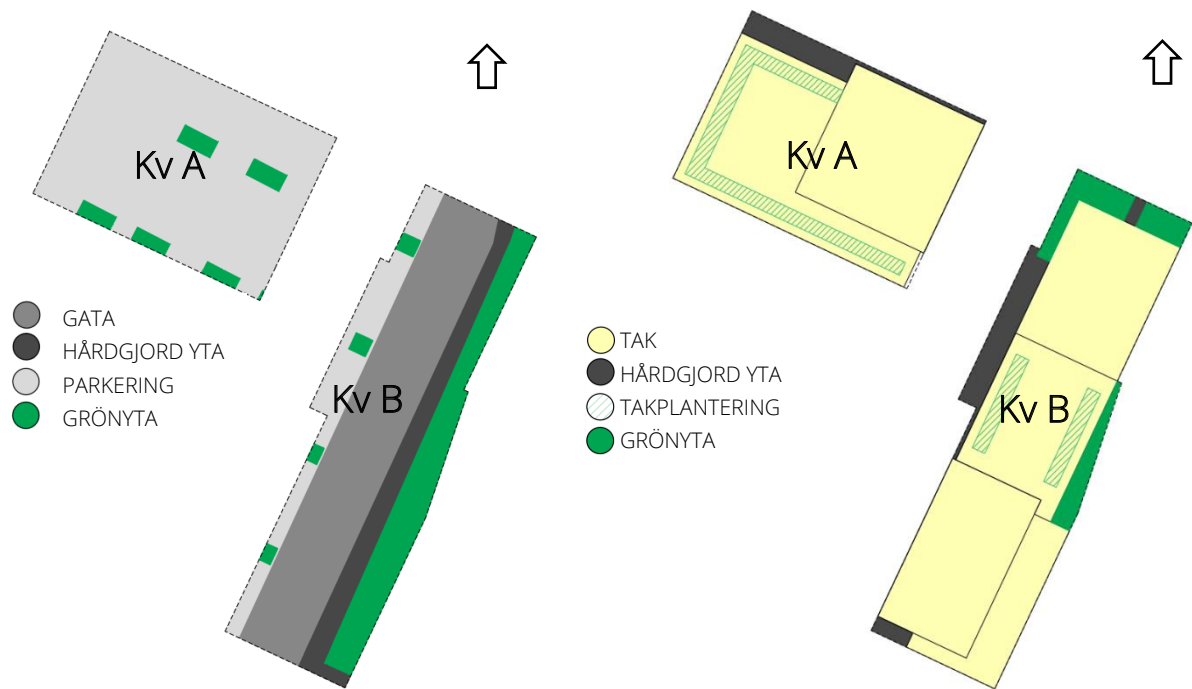 Kv A
Kv B
GATA
HÅRDGJORD YTA
PARKERING
GRÖNYTA
Kv A
Kv B
TAK
HÅRDGJORD YTA
TAKPLANTERING
GRÖNYTA